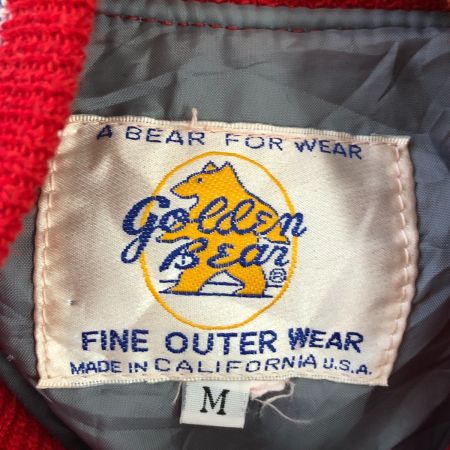 A BEAR FOR WEAR
Golden
Bear ®
FINE OUTER WEAR
MADE IN CALIFORNIA U.S.A.
M